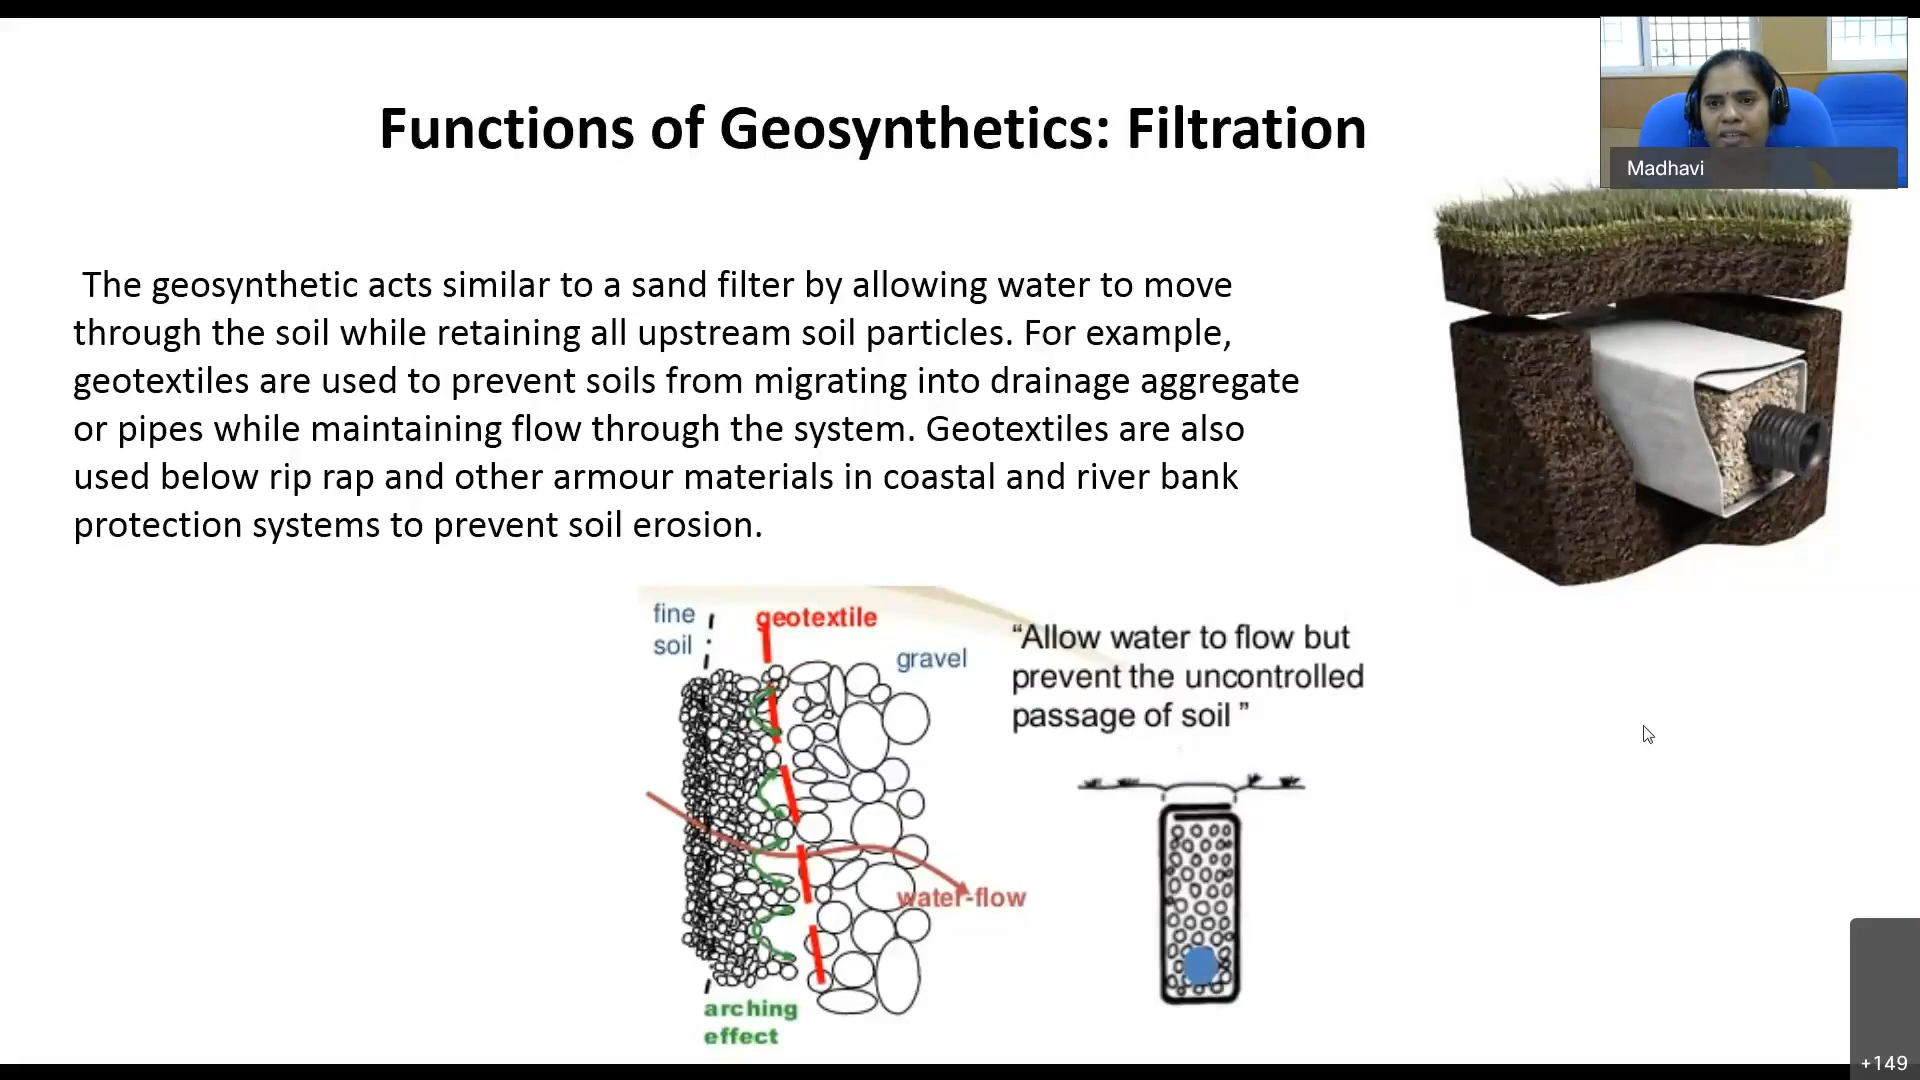 Functions of Geosynthetics: Filtration
Madhavi
The geosynthetic acts similar to a sand filter by allowing water to move
through the soil while retaining all upstream soil particles. For example,
geotextiles are used to prevent soils from migrating into drainage aggregate
or pipes while maintaining flow through the system. Geotextiles are also
used below rip rap and other armour materials in coastal and river bank
protection systems to prevent soil erosion.
fine
soil
geotextile
gravel
water-flow
arching
effect
“Allow water to flow but
prevent the uncontrolled
passage of soil ”
+149